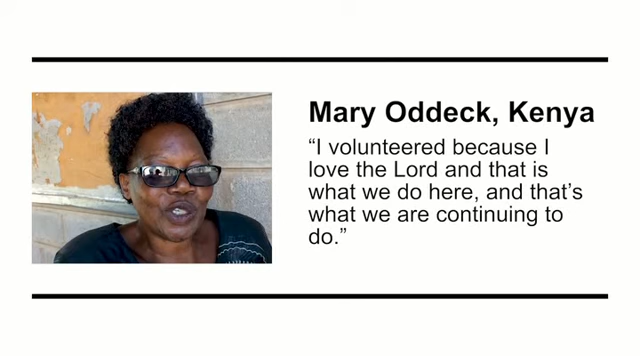 Mary Oddeck, Kenya
“I volunteered because I
love the Lord and that is
what we do here, and that’s
what we are continuing to
do.”